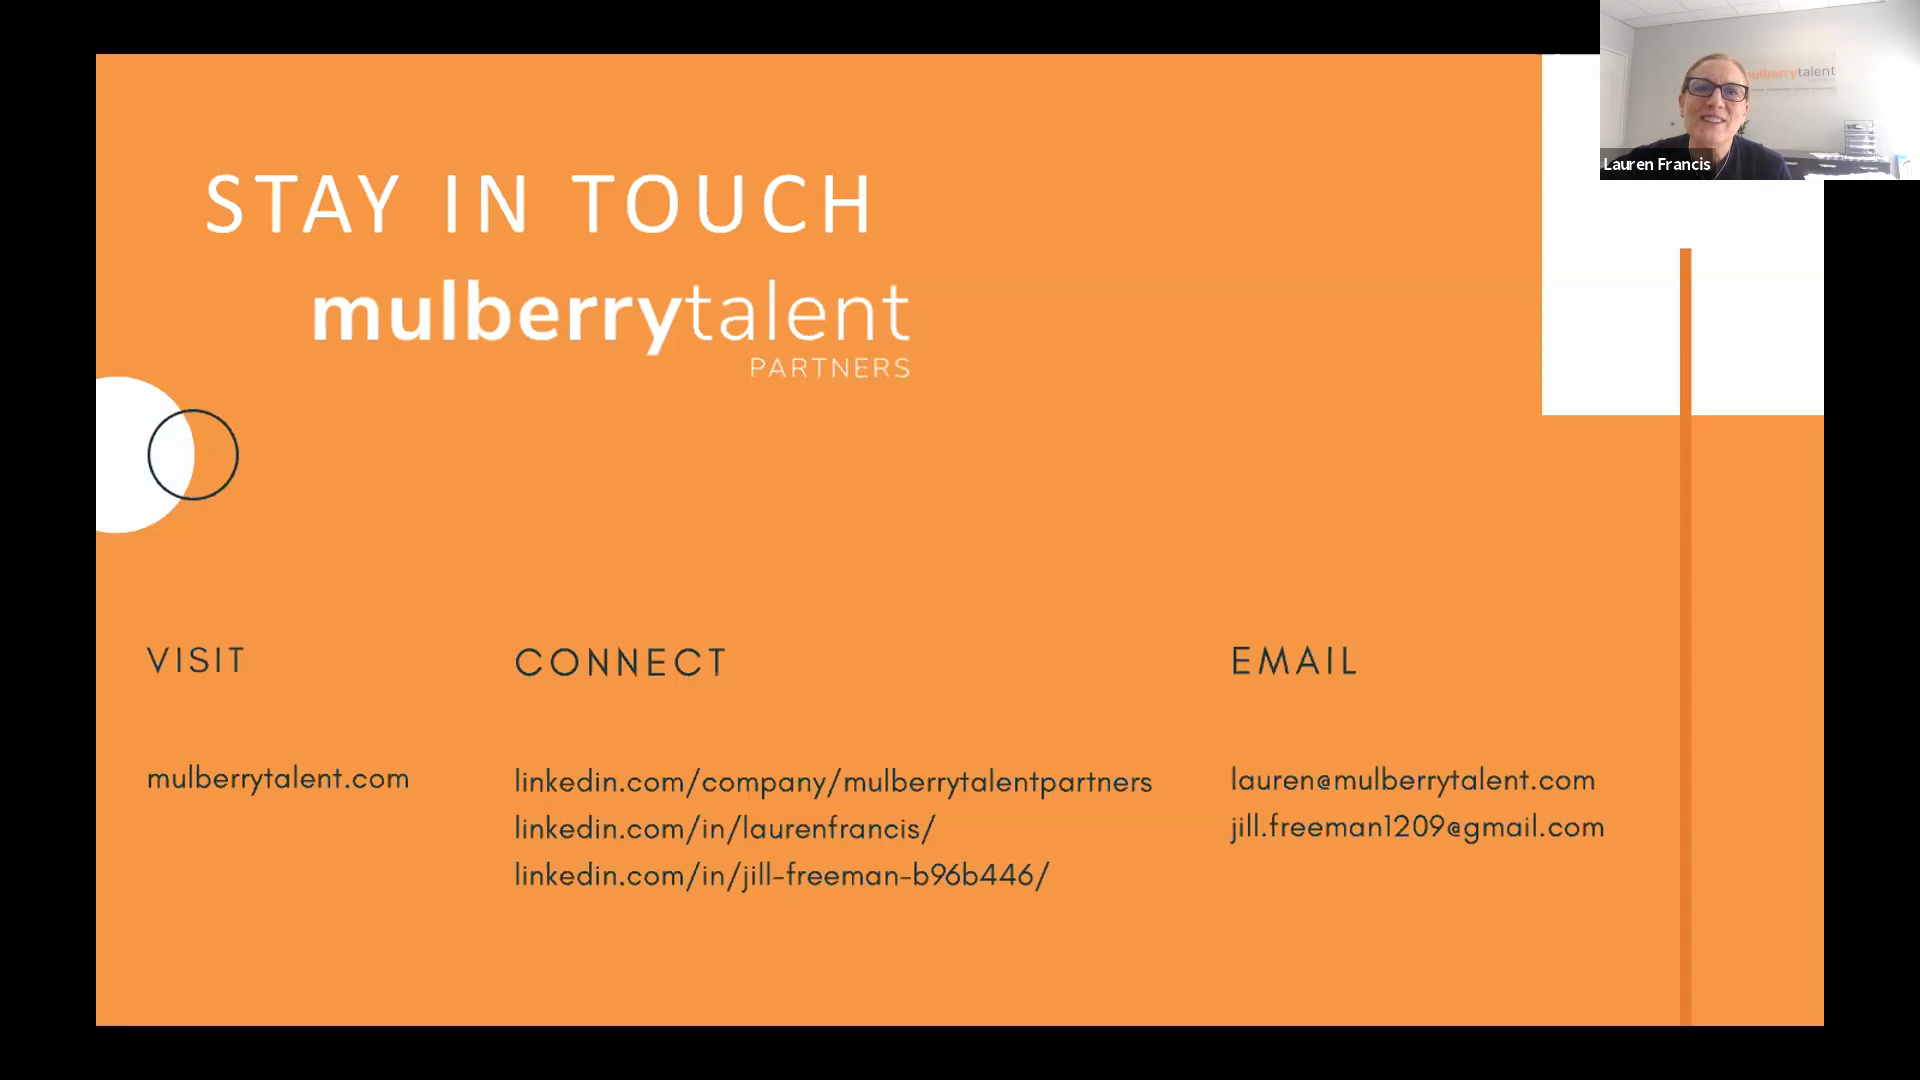 STAY IN TOUCH
mulberrytalent
PARTNERS
VISIT
mulberrytalent.com
CONNECT
linkedin.com/company/mulberrytalentpartners
linkedin.com/in/laurenfrancis/
linkedin.com/in/jill-freeman-b96b446/
EMAIL
lauren@mulberrytalent.com
jill.freeman1209@gmail.com
mulberrytalent
Lauren Francis